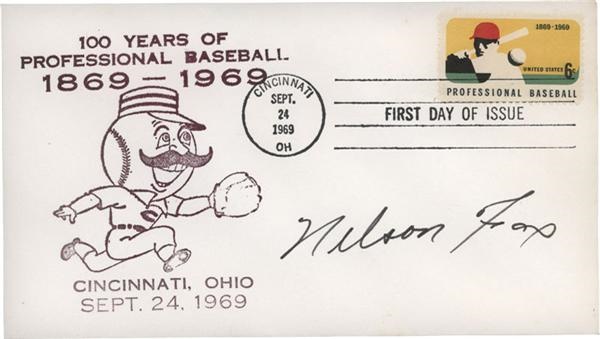 100 YEARS OF
PROFESSIONAL BASEBALL
1869 - 1969
CINCINNATI, OHIO
SEPT. 24, 1969
CINCINNATI
SEPT.
24
1969
OH
1869-1969
UNITED STATES 6c
PROFESSIONAL BASEBALL
FIRST DAY OF ISSUE
Nelson Fox